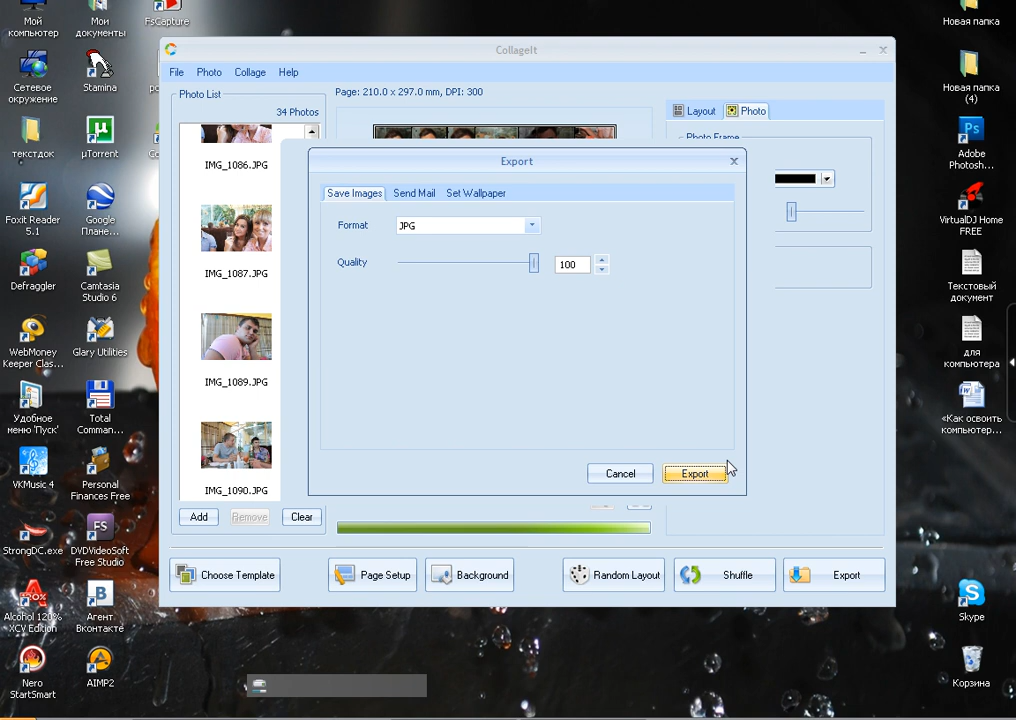 Мой
компьютер
Мои
документы
FsCapture
Новая папка
Сетевое
окружение
Stamina
Новая папка
(4)
текстдок
µTorrent
Adobe
Photosh...
Foxit Reader
5.1
Google
Плане...
VirtualDJ Home
FREE
Defraggler
Camtasia
Studio 6
Текстовый
документ
WebMoney
Keeper Clas...
Glary Utilities
для
компьютера
Удобное
меню 'Пуск'
Total
Comman...
«Как освоить
компьютер...
VKMusic 4
Personal
Finances Free
StrongDC.exe
DVDVideoSoft
Free Studio
Alcohol 120%
XCV Edition
Агент
Вконтакте
Skype
Nero
StartSmart
AIMP2
Корзина
CollageIt
File Photo Collage Help
Photo List
34 Photos
Page: 210.0 x 297.0 mm, DPI: 300
Layout Photo
Photo Frame
IMG_1086.JPG
IMG_1087.JPG
IMG_1089.JPG
IMG_1090.JPG
Add Remove Clear
Export
Save Images Send Mail Set Wallpaper
Format JPG
Quality 100
Cancel Export
Choose Template Page Setup Background Random Layout Shuffle Export